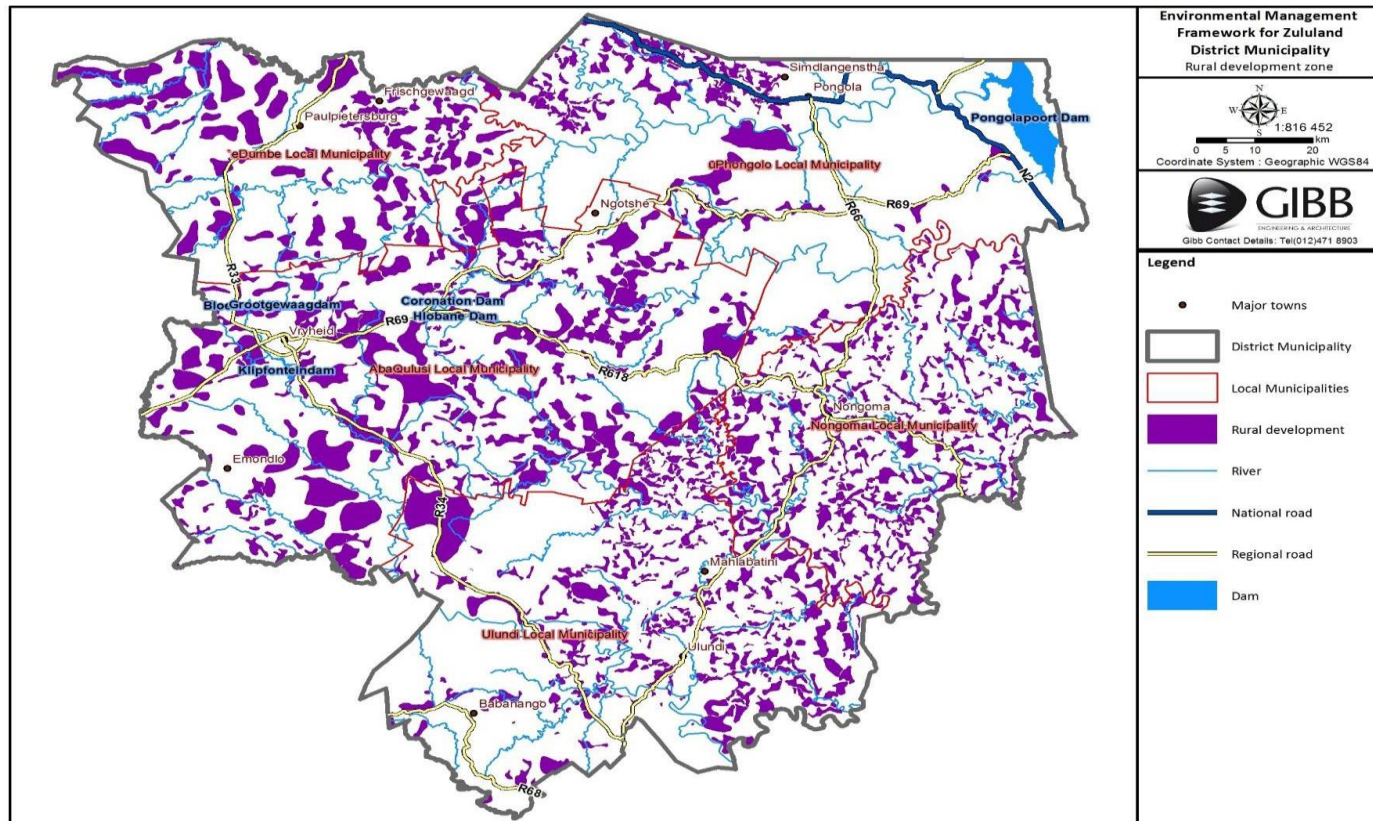 Environmental Management
Framework for Zululand
District Municipality
Rural development zone
N
W E
S
1:816 452
km
0 5 10 20
Coordinate System : Geographic WGS84
GIBB
ENGINEERING & ARCHITECTURE
Gibb Contact Details: Tel(012)471 8903
Legend
Major towns
District Municipality
Local Municipalities
Rural development
River
National road
Regional road
Dam
Simdlangenstha
Pongola
Frischgewaagd
Pongolapoort Dam
Paulpietersburg
eDumbe Local Municipality
uPhongolo Local Municipality
N2
Ngotshe
R69
R66
R33
Coronation Dam
Grootgewaagdam
Hlobane Dam
R69
Vryheid
Klipfonteindam
AbaQulusi Local Municipality
R618
Nongoma
Nongoma Local Municipality
Emondlo
R34
Mahlabatini
Ulundi Local Municipality
Ulundi
Babanango
R68